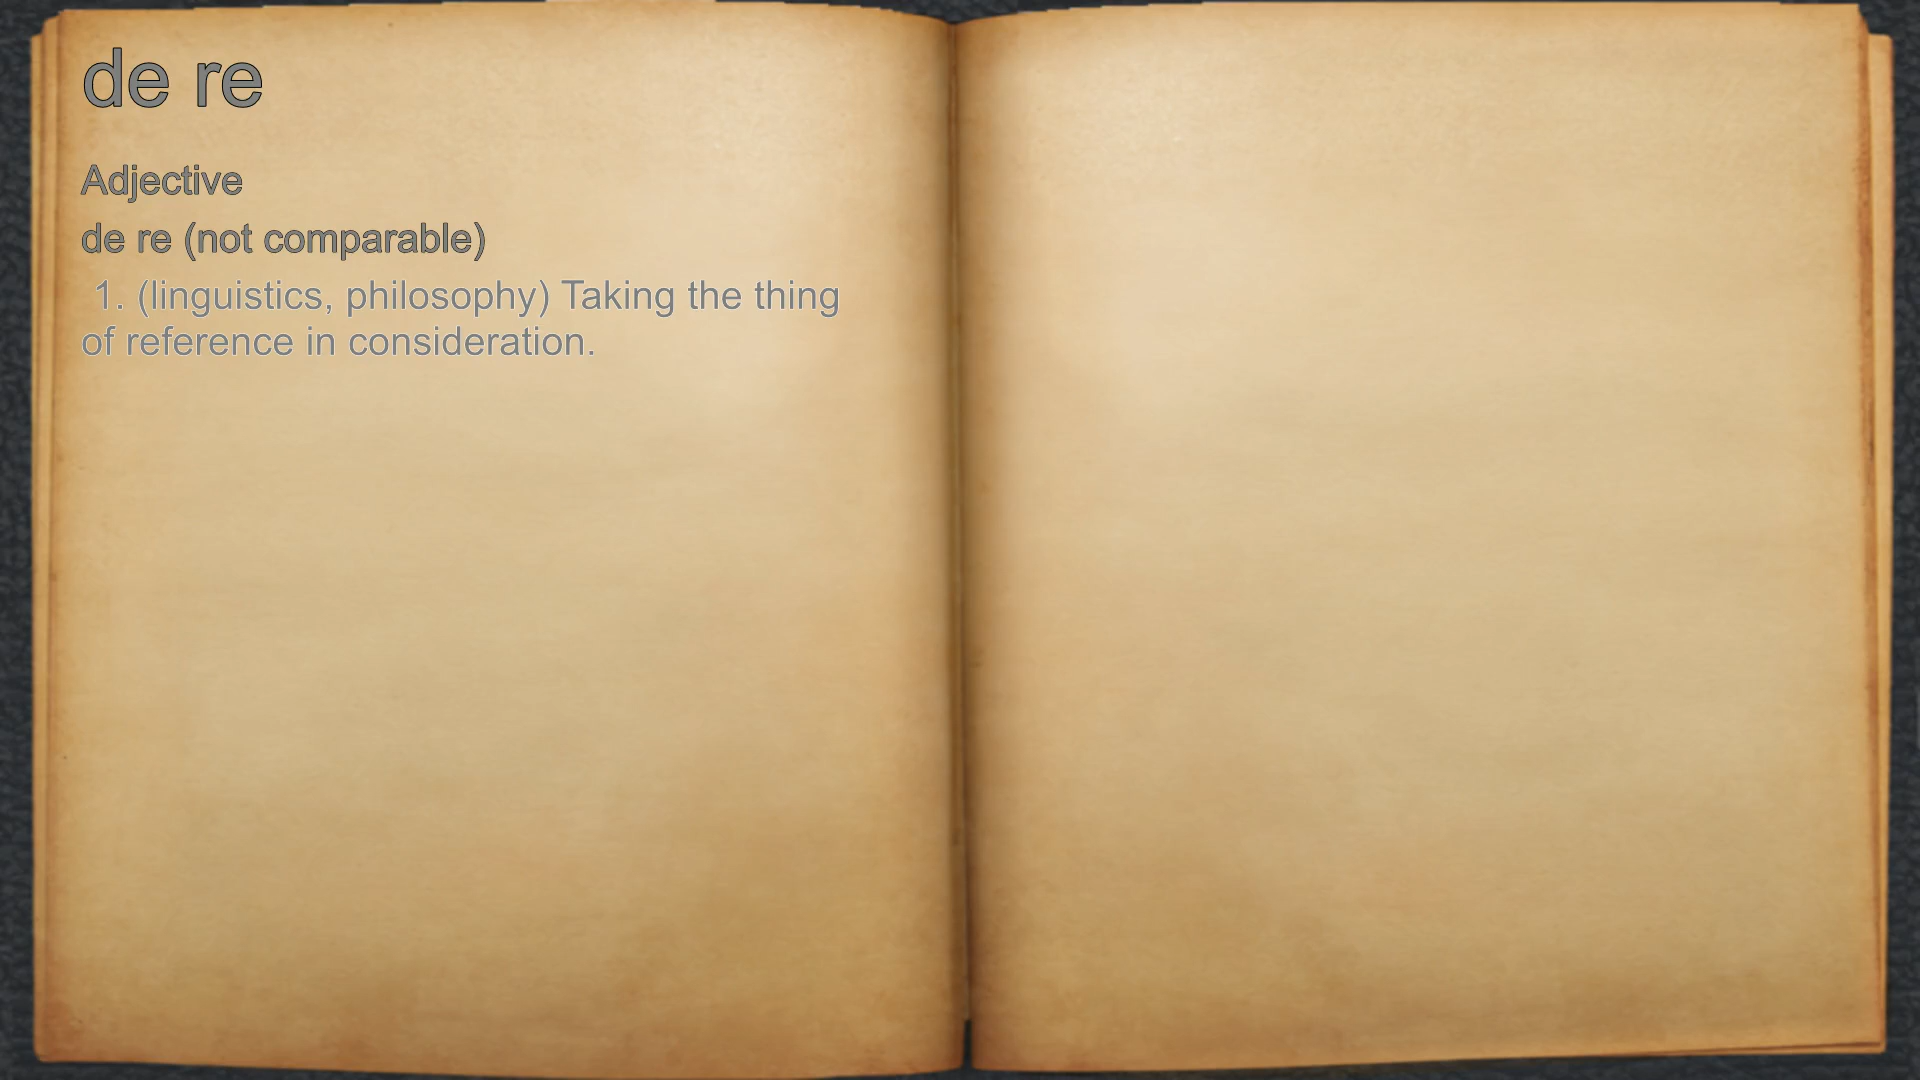 de re
Adjective
de re (not comparable)
1. (linguistics, philosophy) Taking the thing
of reference in consideration.